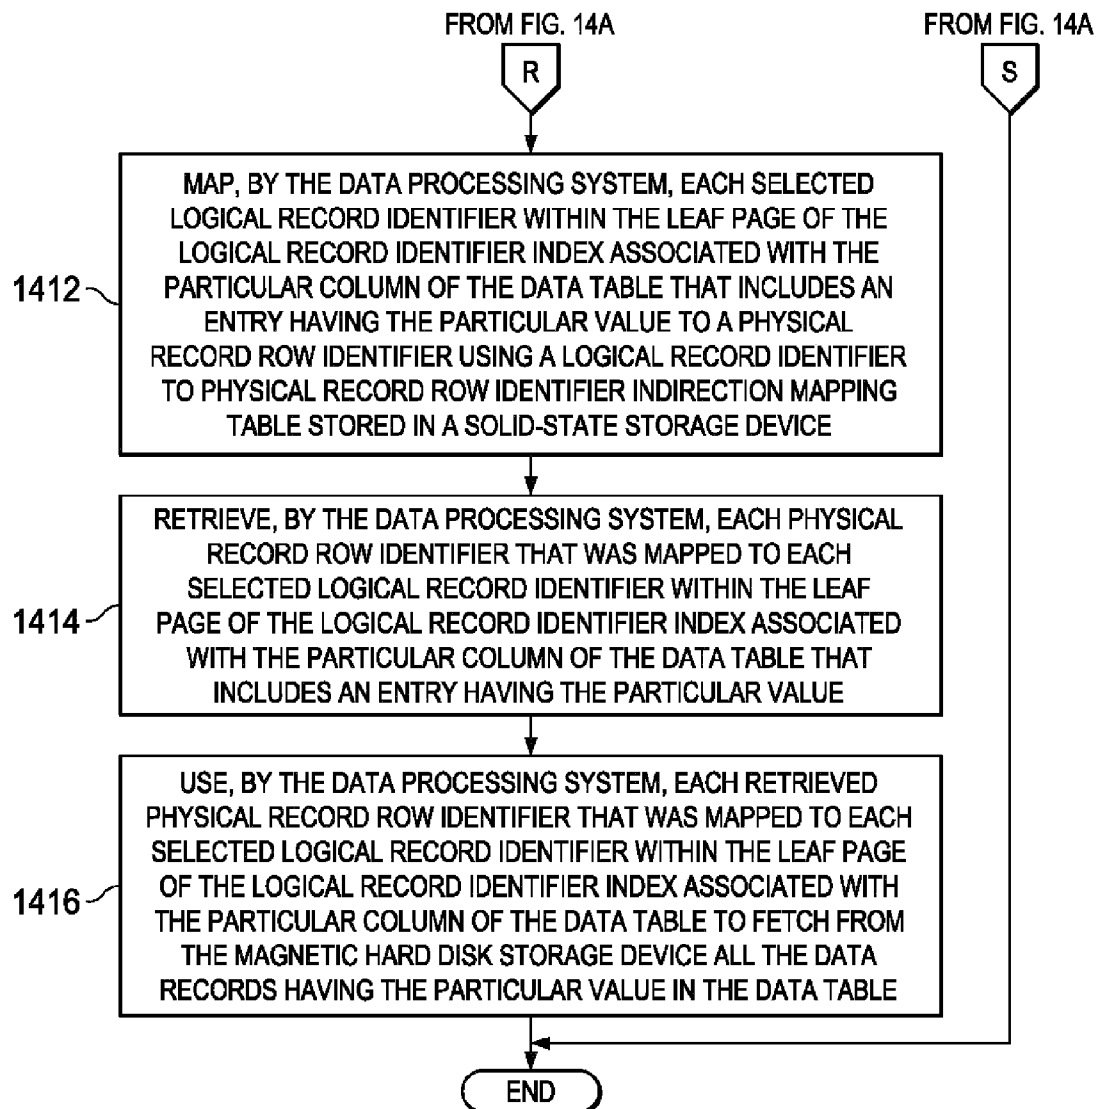 FROM FIG. 14A
R
FROM FIG. 14A
S
MAP, BY THE DATA PROCESSING SYSTEM, EACH SELECTED
LOGICAL RECORD IDENTIFIER WITHIN THE LEAF PAGE OF THE
LOGICAL RECORD IDENTIFIER INDEX ASSOCIATED WITH THE
PARTICULAR COLUMN OF THE DATA TABLE THAT INCLUDES AN
ENTRY HAVING THE PARTICULAR VALUE TO A PHYSICAL
RECORD ROW IDENTIFIER USING A LOGICAL RECORD IDENTIFIER
TO PHYSICAL RECORD ROW IDENTIFIER INDIRECTION MAPPING
TABLE STORED IN A SOLID-STATE STORAGE DEVICE
1412
RETRIEVE, BY THE DATA PROCESSING SYSTEM, EACH PHYSICAL
RECORD ROW IDENTIFIER THAT WAS MAPPED TO EACH
SELECTED LOGICAL RECORD IDENTIFIER WITHIN THE LEAF
PAGE OF THE LOGICAL RECORD IDENTIFIER INDEX ASSOCIATED
WITH THE PARTICULAR COLUMN OF THE DATA TABLE THAT
INCLUDES AN ENTRY HAVING THE PARTICULAR VALUE
1414
USE, BY THE DATA PROCESSING SYSTEM, EACH RETRIEVED
PHYSICAL RECORD ROW IDENTIFIER THAT WAS MAPPED TO EACH
SELECTED LOGICAL RECORD IDENTIFIER WITHIN THE LEAF PAGE
OF THE LOGICAL RECORD IDENTIFIER INDEX ASSOCIATED WITH
THE PARTICULAR COLUMN OF THE DATA TABLE TO FETCH FROM
THE MAGNETIC HARD DISK STORAGE DEVICE ALL THE DATA
RECORDS HAVING THE PARTICULAR VALUE IN THE DATA TABLE
1416
END